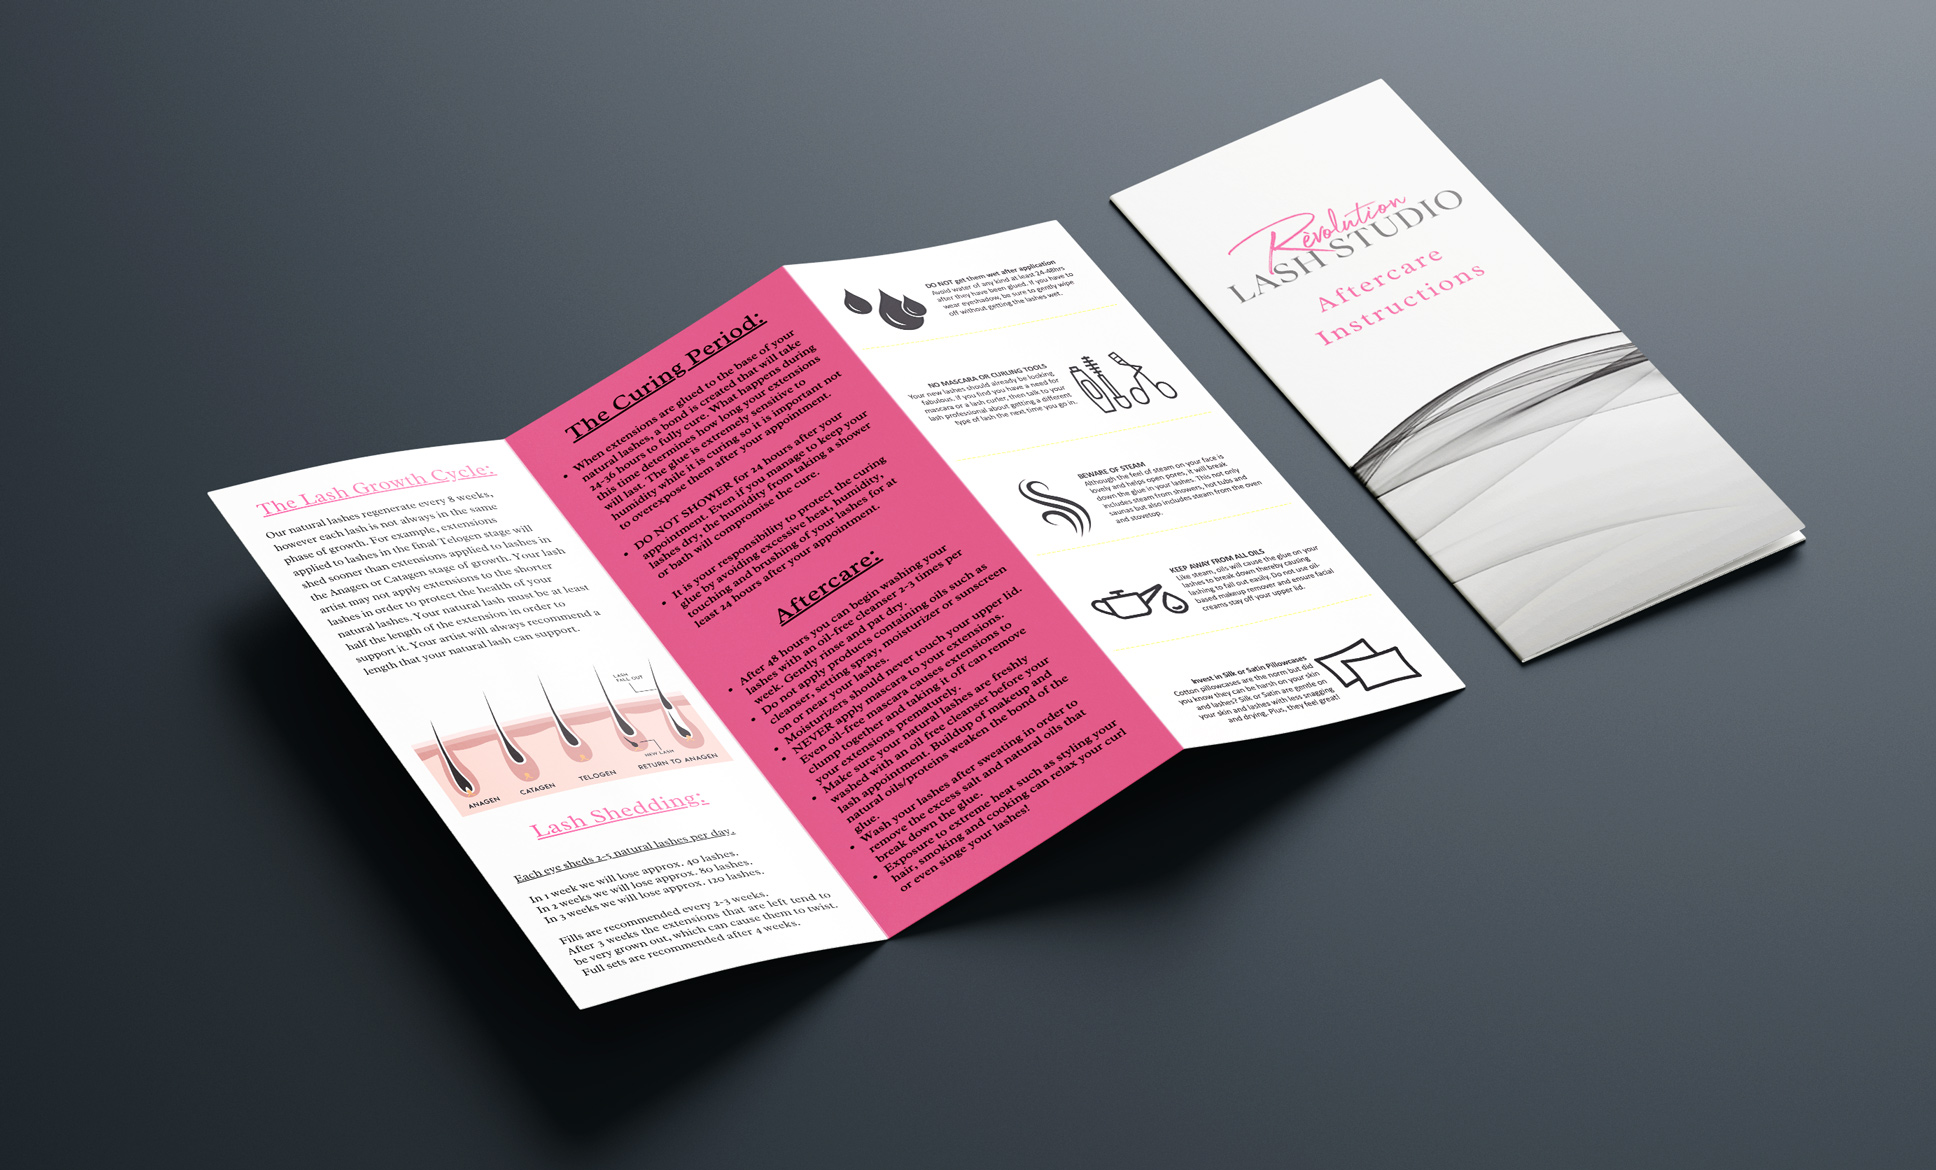 The Lash Growth Cycle:
Our natural lashes regenerate every 8 weeks,
however each lash is not always in the same
phase of growth. For example, extensions
applied to lashes in the final Telogen stage will
shed sooner than extensions applied to lashes in
the Anagen or Catagen stage of growth. Your lash
artist may not apply extensions to the shorter
lashes in order to protect the health of your
natural lashes. Your natural lash must be at least
half the length of the extension in order to
support it. Your artist will always recommend a
length that your natural lash can support.
LASH
FALL OUT
NEW LASH
ANAGEN
CATAGEN
TELOGEN
RETURN TO ANAGEN
Lash Shedding:
Each eye sheds 2-5 natural lashes per day.
In 1 week we will lose approx. 40 lashes.
In 2 weeks we will lose approx. 80 lashes.
In 3 weeks we will lose approx. 120 lashes.
Fills are recommended every 2-3 weeks.
After 3 weeks the extensions that are left tend to
be very grown out, which can cause them to twist.
Full sets are recommended after 4 weeks.
The Curing Period:
• When extensions are glued to the base of your
natural lashes, a bond is created that will take
24-36 hours to fully cure. What happens during
this time determines how long your extensions
will last. The glue is extremely sensitive to
humidity while it is curing so it is important not
to overexpose them after your appointment.
• DO NOT SHOWER for 24 hours after your
appointment. Even if you manage to keep your
lashes dry, the humidity from taking a shower
or bath will compromise the cure.
• It is your responsibility to protect the curing
glue by avoiding excessive heat, humidity,
touching and brushing of your lashes for at
least 24 hours after your appointment.
Aftercare:
• After 48 hours you can begin washing your
lashes with an oil-free cleanser 2-3 times per
week. Gently rinse and pat dry.
• Do not apply products containing oils such as
cleanser, setting spray, moisturizer or sunscreen
on or near your lashes.
• Moisturizers should never touch your upper lid.
• NEVER apply mascara to your extensions.
• Even oil-free mascara causes extensions to
clump together and taking it off can remove
your extensions prematurely.
• Make sure your natural lashes are freshly
washed with an oil free cleanser before your
lash appointment. Buildup of makeup and
natural oils/proteins weaken the bond of the
glue.
• Wash your lashes after sweating in order to
remove the excess salt and natural oils that
break down the glue.
• Exposure to extreme heat such as styling your
hair, smoking and cooking can relax your curl
or even singe your lashes!
DO NOT get them wet after application
Avoid water of any kind at least 24-48hrs
after they have been glued. If you have to
wear eyeshadow, be sure to gently wipe
off without getting the lashes wet.
NO MASCARA OR CURLING TOOLS
Your new lashes should already be looking
fabulous. If you find you have a need for
mascara or a lash curler, then talk to your
lash professional about getting a different
type of lash the next time you go in.
BEWARE OF STEAM
Although the feel of steam on your face is
lovely and helps open pores, it will break
down the glue in your lashes. This not only
includes steam from showers, hot tubs and
saunas but also includes steam from the oven
and stovetop.
KEEP AWAY FROM ALL OILS
Like steam, oils will cause the glue on your
lashes to break down thereby causing
lashing to fall out easily. Do not use oil-
based makeup remover and ensure facial
creams stay off your upper lid.
Invest in Silk or Satin Pillowcases
Cotton pillowcases are the norm but did
you know they can be harsh on your skin
and lashes? Silk or Satin are gentle on
your skin and lashes with less snagging
and drying. Plus, they feel great!
Rèvolution
LASH STUDIO
Aftercare
Instructions